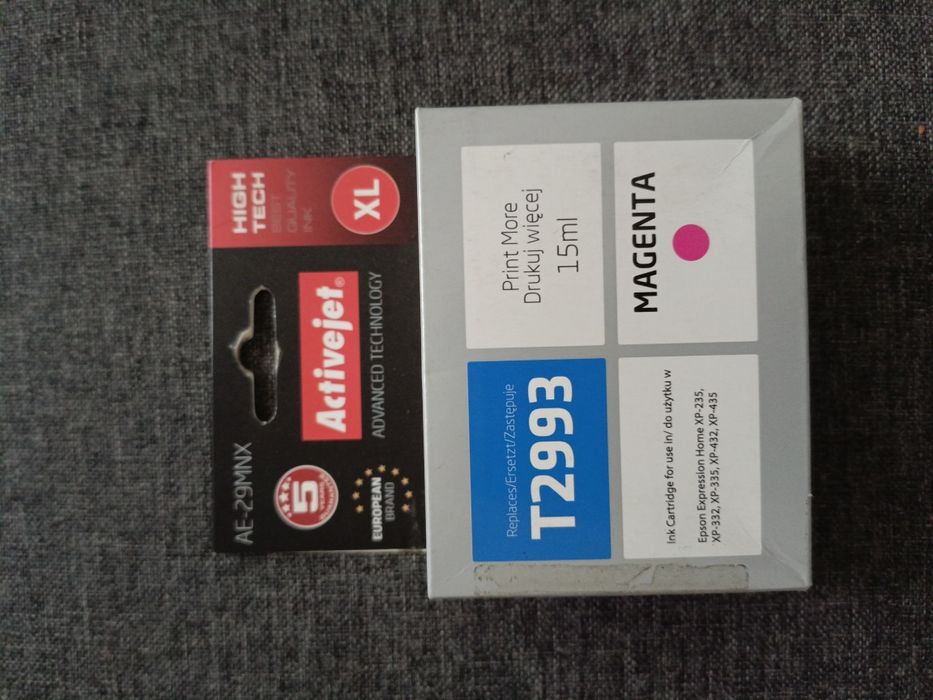 AE-29MNX
5
YEARS
WARRANTY
EUROPEAN
BRAND
Activejet®
ADVANCED TECHNOLOGY
HIGH
TECH
BEST
QUALITY
INK
XL
Replaces/Ersetzt/Zastępuje
T2993
Print More
Drukuj więcej
15ml
Ink Cartridge for use in/ do użytku w
Epson Expression Home XP-235,
XP-332, XP-335, XP-432, XP-435
MAGENTA